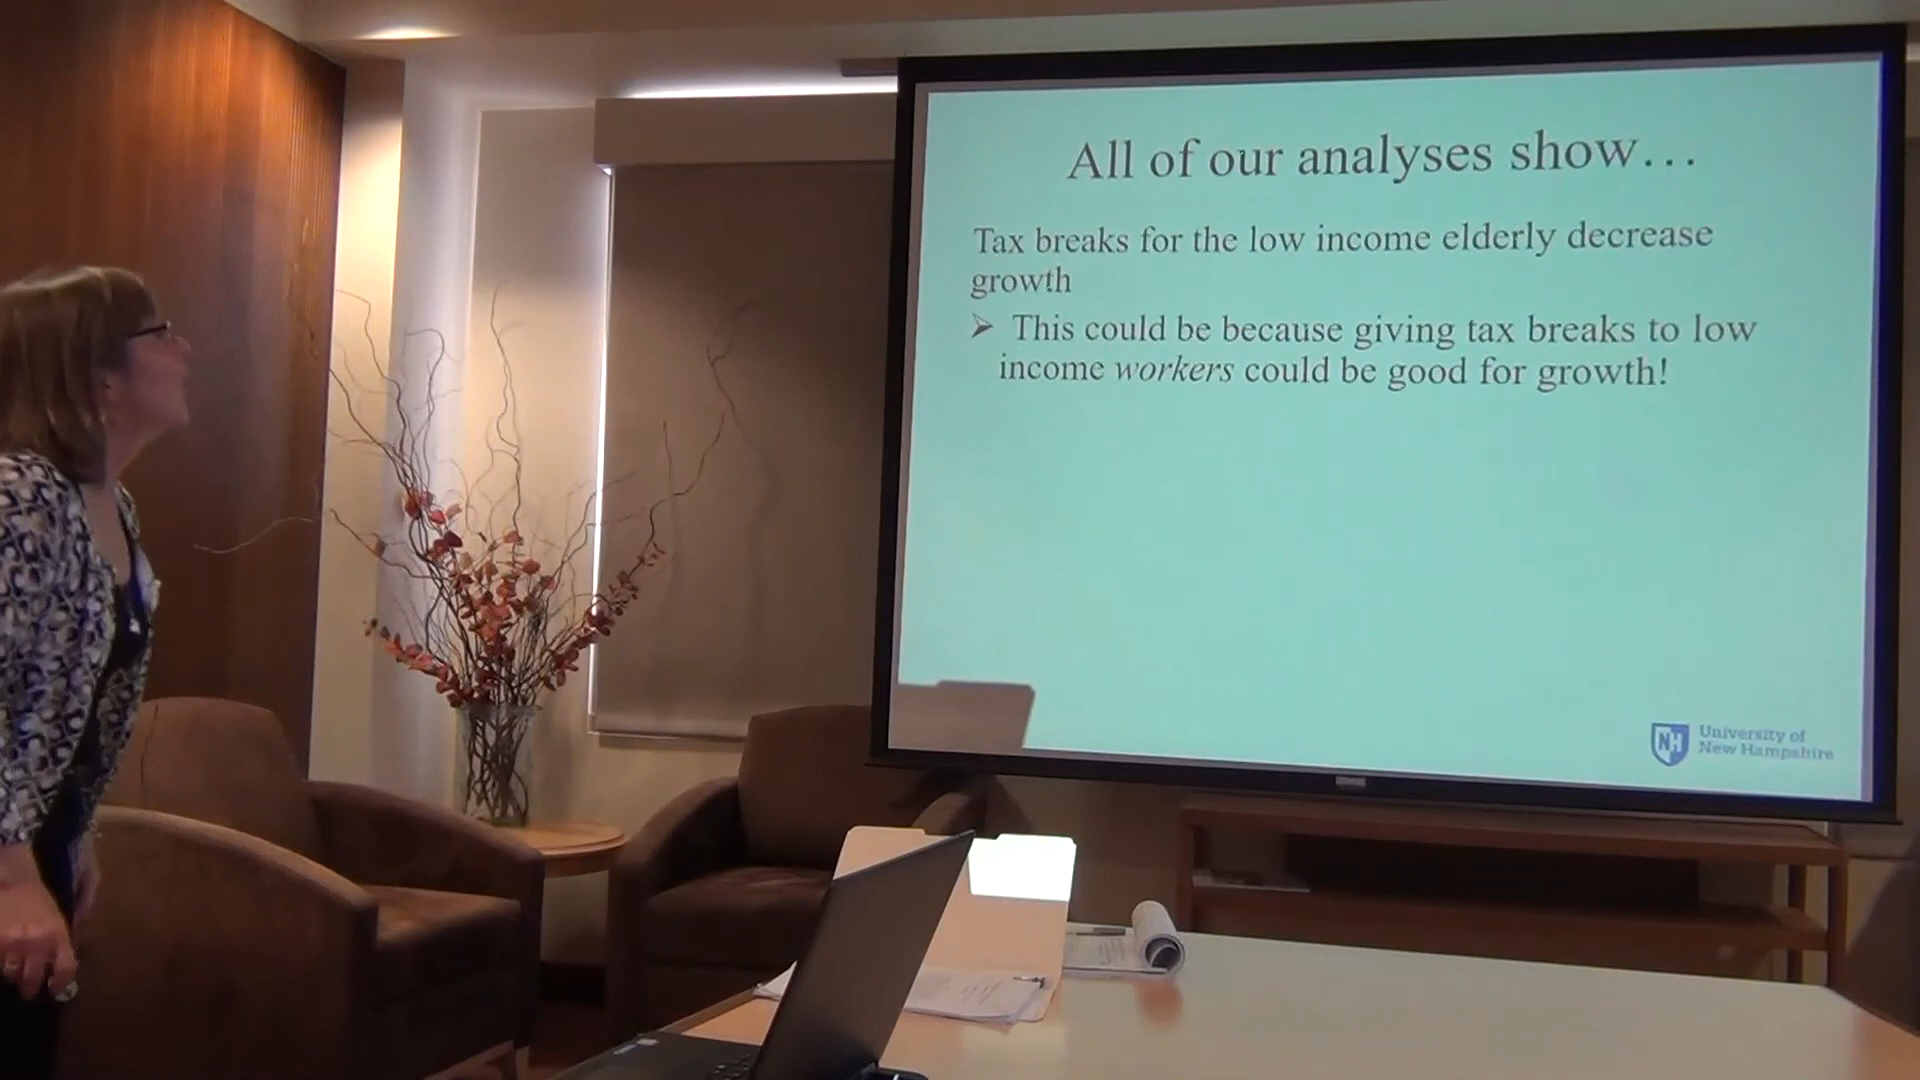 All of our analyses show…
Tax breaks for the low income elderly decrease
growth
➢ This could be because giving tax breaks to low
income workers could be good for growth!
NH
University of
New Hampshire